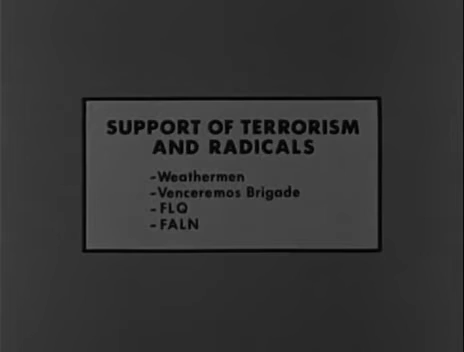 SUPPORT OF TERRORISM
AND RADICALS
-Weathermen
-Venceremos Brigade
-FLQ
-FALN